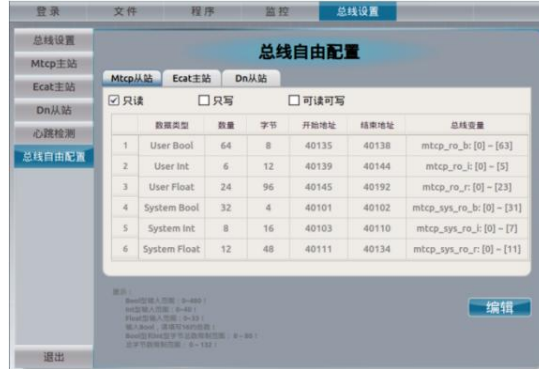 登录 文件 程序 监控 总线设置
总线设置
Mtcp主站
Ecat主站
Dn从站
心跳检测
总线自由配置
退出
总线自由配置
Mtcp从站 Ecat主站 Dn从站
只读 只写 可读可写
数据类型 数量 字节 开始地址 结束地址 总线变量
1 User Bool 64 8 40135 40138 mtcp_ro_b: [0] ~ [63]
2 User Int 6 12 40139 40144 mtcp_ro_i: [0] ~ [5]
3 User Float 24 96 40145 40192 mtcp_ro_r: [0] ~ [23]
4 System Bool 32 4 40101 40102 mtcp_sys_ro_b: [0] ~ [31]
5 System Int 8 16 40103 40110 mtcp_sys_ro_i: [0] ~ [7]
6 System Float 12 48 40111 40134 mtcp_sys_ro_r: [0] ~ [11]
编辑